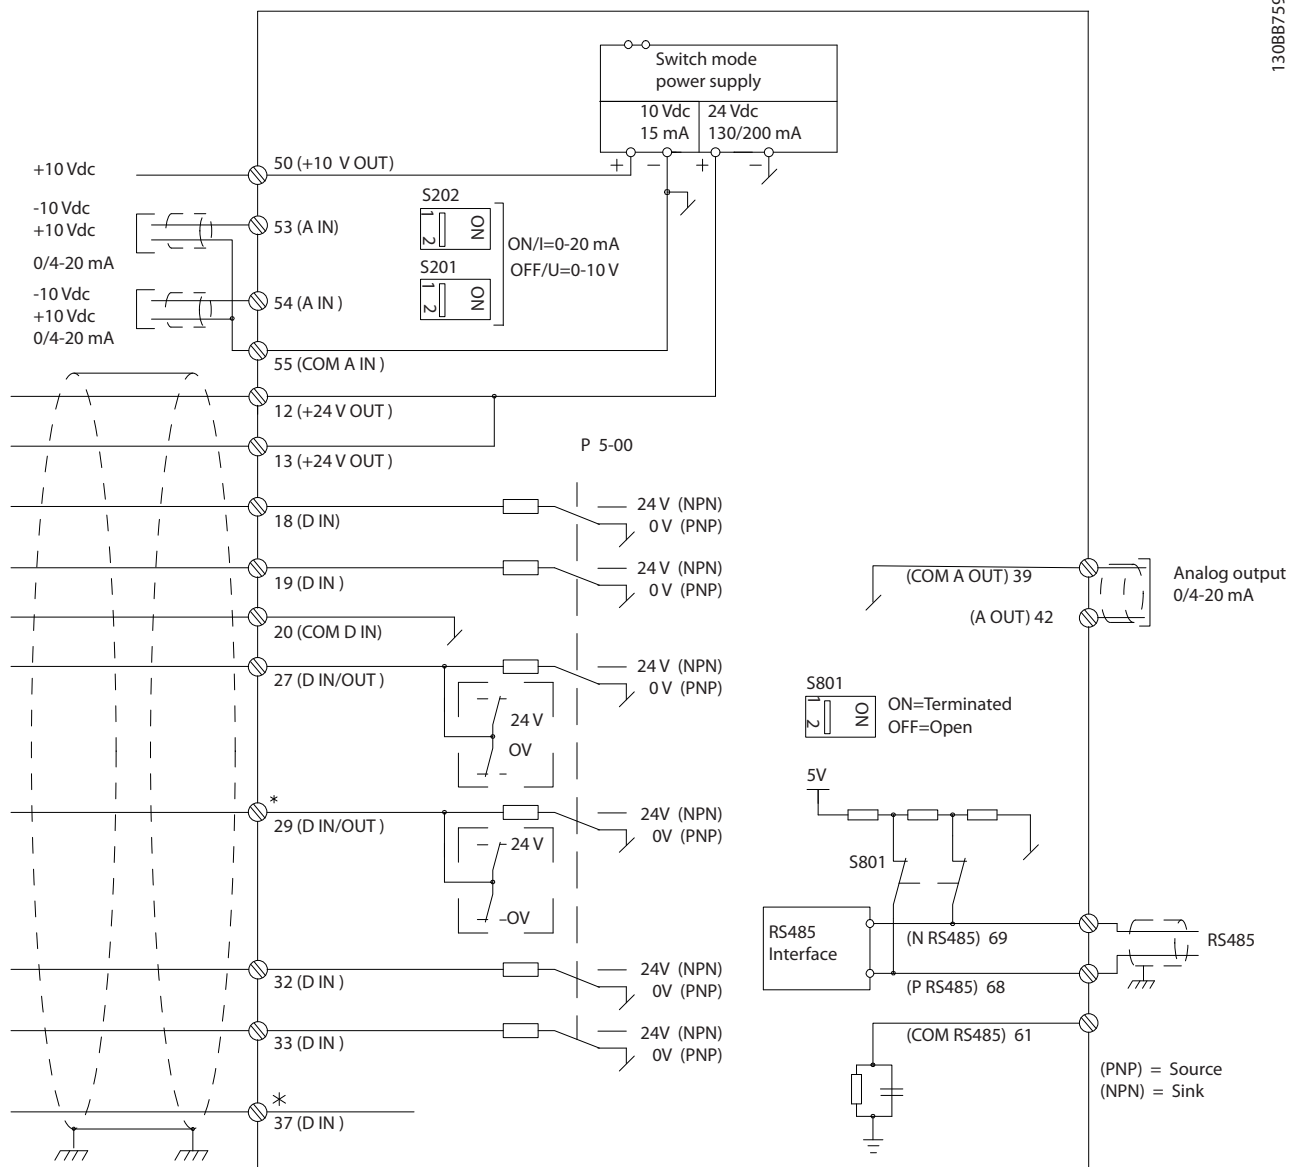 130BB759
Switch mode
power supply
10 Vdc
15 mA
24 Vdc
130/200 mA
+ − + −
+10 Vdc
50 (+10 V OUT)
-10 Vdc
+10 Vdc
0/4-20 mA
53 (A IN)
S202
1
2
ON
ON/I=0-20 mA
OFF/U=0-10 V
S201
1
2
ON
-10 Vdc
+10 Vdc
0/4-20 mA
54 (A IN )
55 (COM A IN )
12 (+24 V OUT )
13 (+24 V OUT )
P 5-00
18 (D IN)
24 V (NPN)
0 V (PNP)
19 (D IN )
24 V (NPN)
0 V (PNP)
20 (COM D IN)
27 (D IN/OUT )
24 V (NPN)
0 V (PNP)
24 V
OV
*
29 (D IN/OUT )
24V (NPN)
0V (PNP)
24 V
OV
32 (D IN )
24V (NPN)
0V (PNP)
33 (D IN )
24V (NPN)
0V (PNP)
*
37 (D IN )
(COM A OUT) 39
(A OUT) 42
Analog output
0/4-20 mA
S801
1
2
ON
ON=Terminated
OFF=Open
5V
S801
RS485
Interface
(N RS485) 69
RS485
(P RS485) 68
(COM RS485) 61
(PNP) = Source
(NPN) = Sink